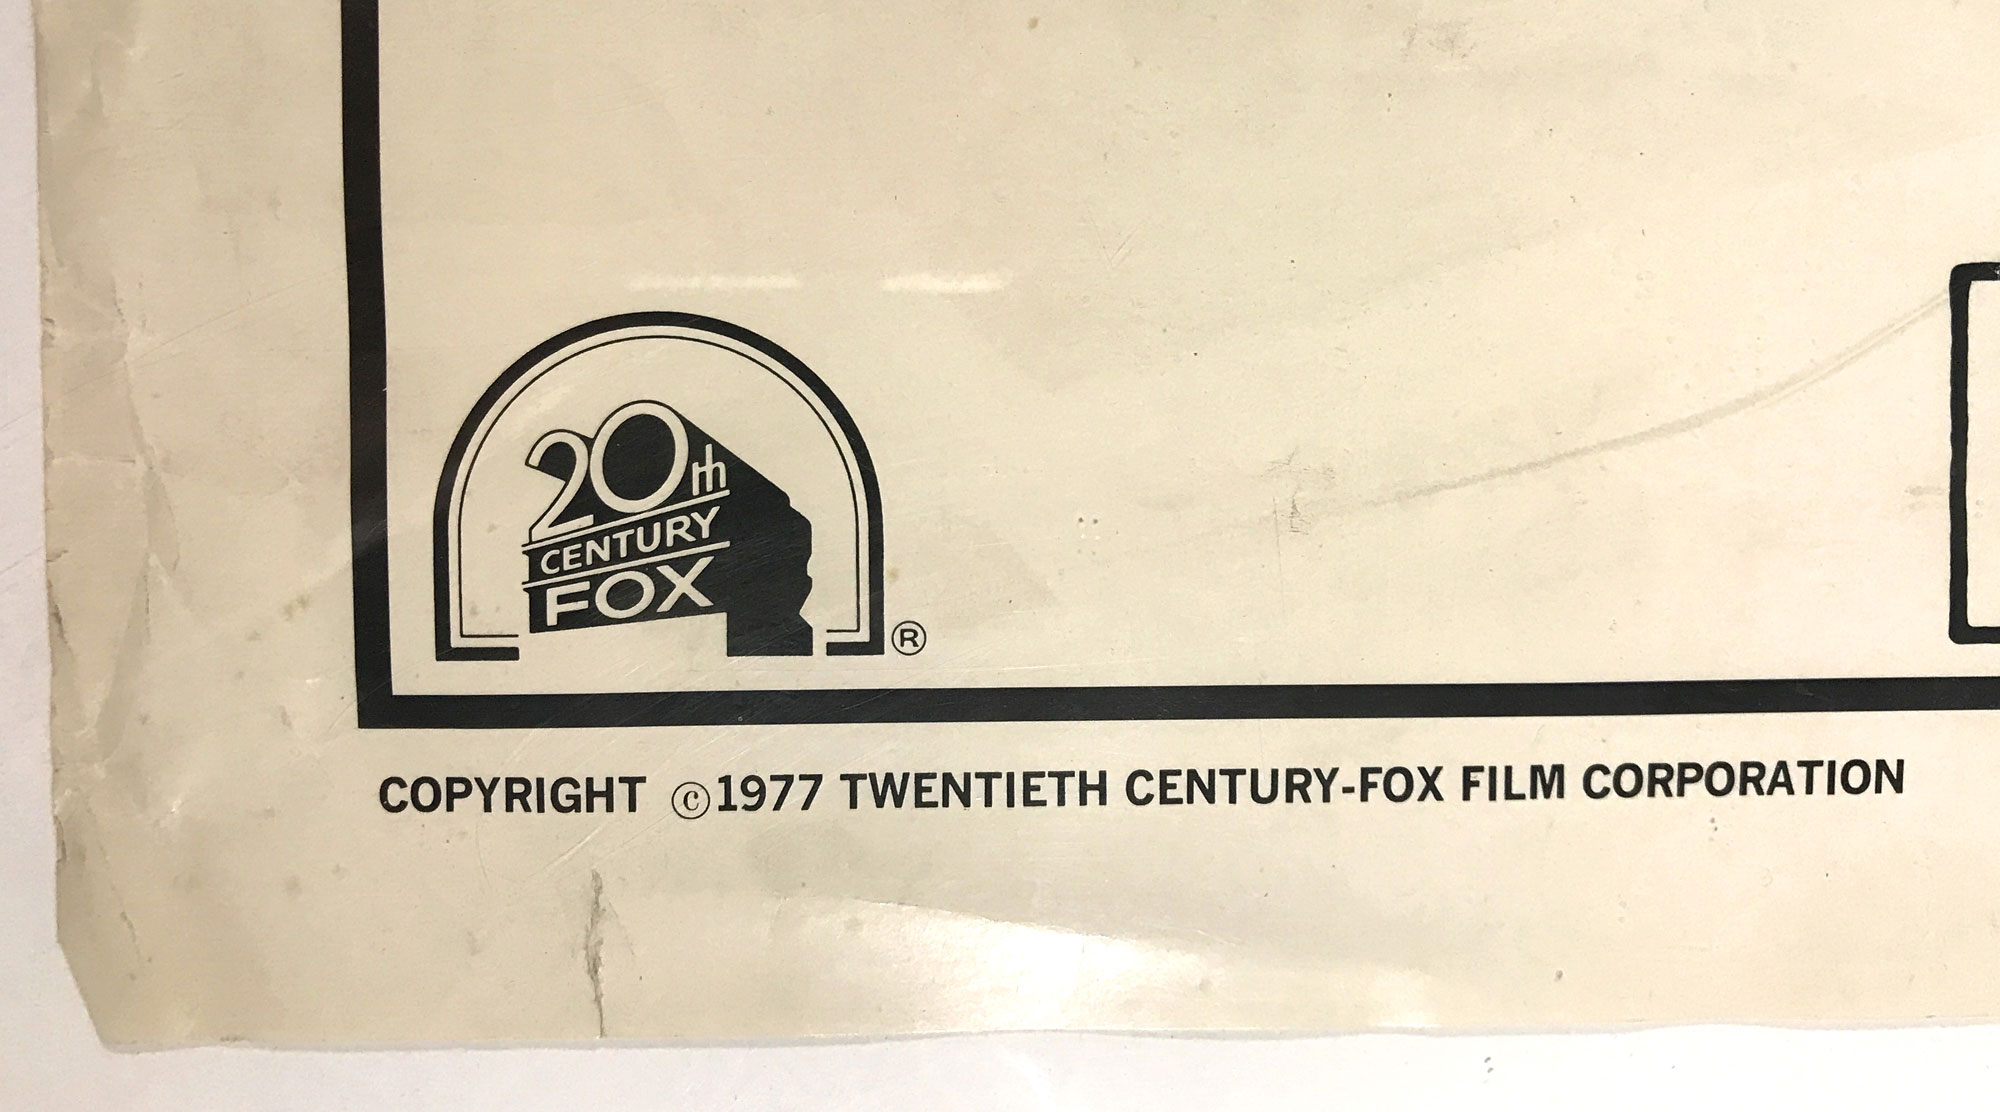 20th
CENTURY
FOX
®
COPYRIGHT ©1977 TWENTIETH CENTURY-FOX FILM CORPORATION